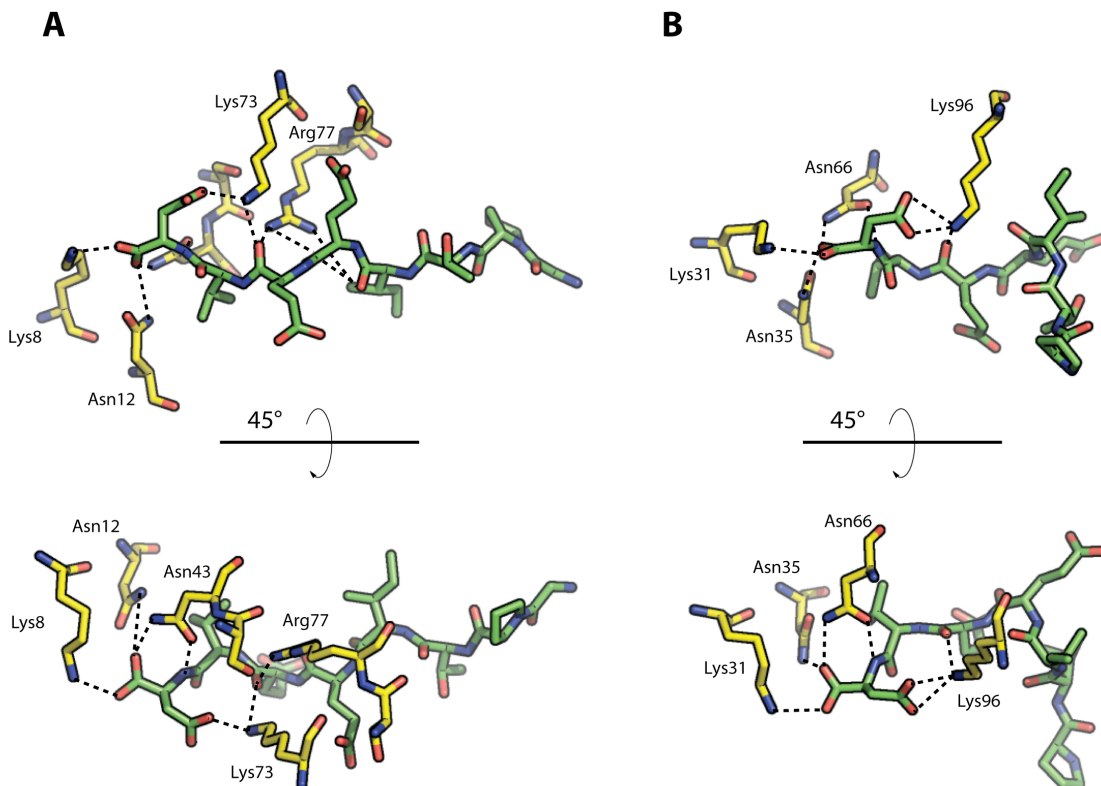 A
B
Lys73
Arg77
Lys8
Asn12
Lys96
Asn66
Lys31
Asn35
45°
45°
Asn12
Asn43
Lys8
Arg77
Lys73
Asn66
Asn35
Lys31
Lys96